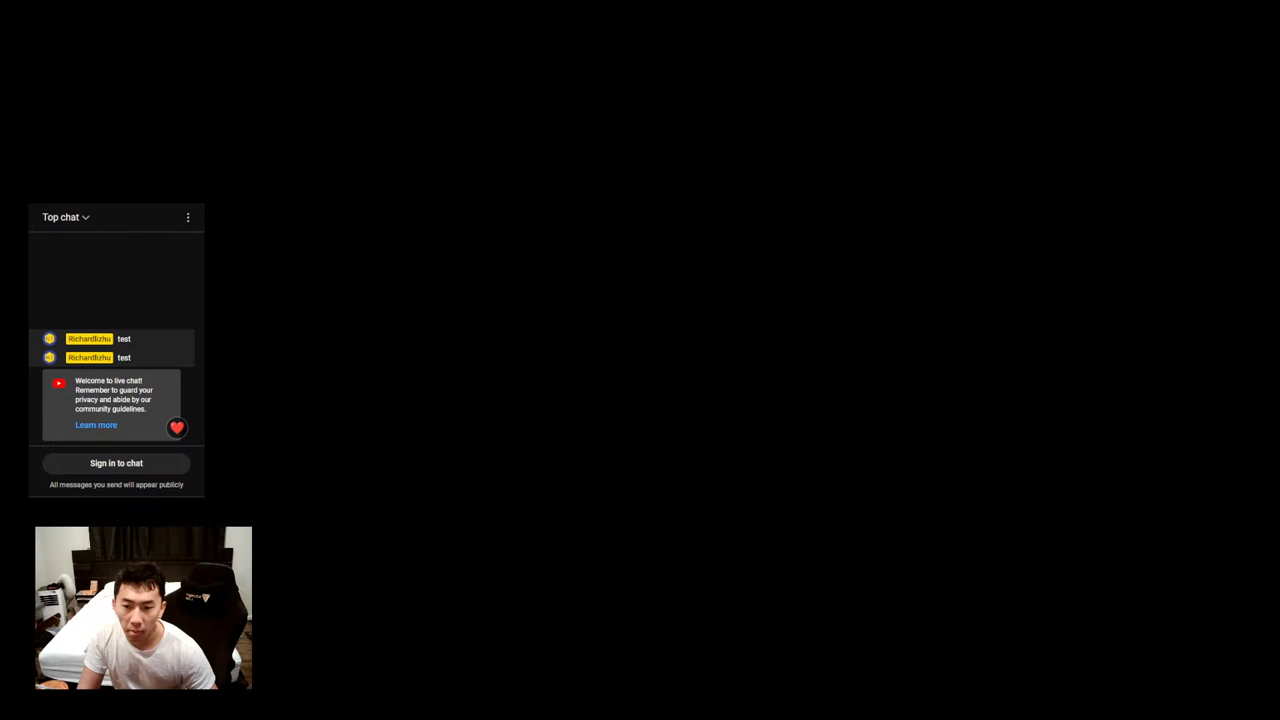 Top chat
Richardlizhu test
Richardlizhu test
Welcome to live chat!
Remember to guard your
privacy and abide by our
community guidelines.
Learn more
Sign in to chat
All messages you send will appear publicly